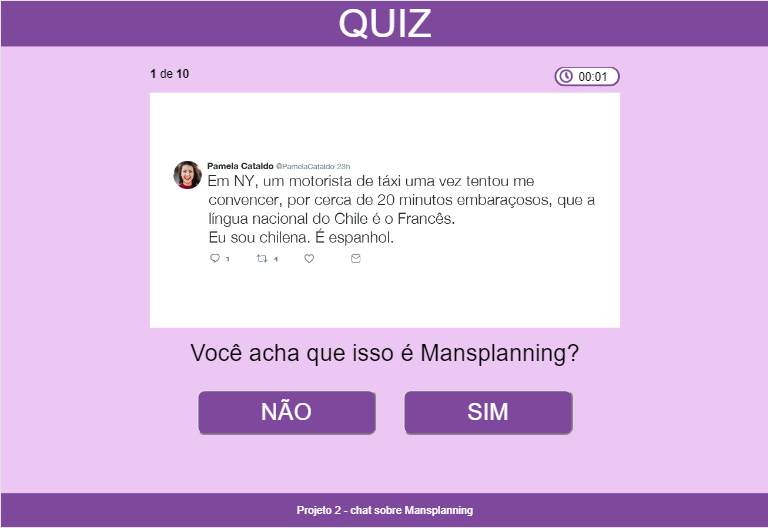 QUIZ
1 de 10
00:01
Pamela Cataldo @PamelaCataldo 23h
Em NY, um motorista de táxi uma vez tentou me
convencer, por cerca de 20 minutos embaraçosos, que a
língua nacional do Chile é o Francês.
Eu sou chilena. É espanhol.
1 4
Você acha que isso é Mansplanning?
NÃO SIM
Projeto 2 - chat sobre Mansplanning